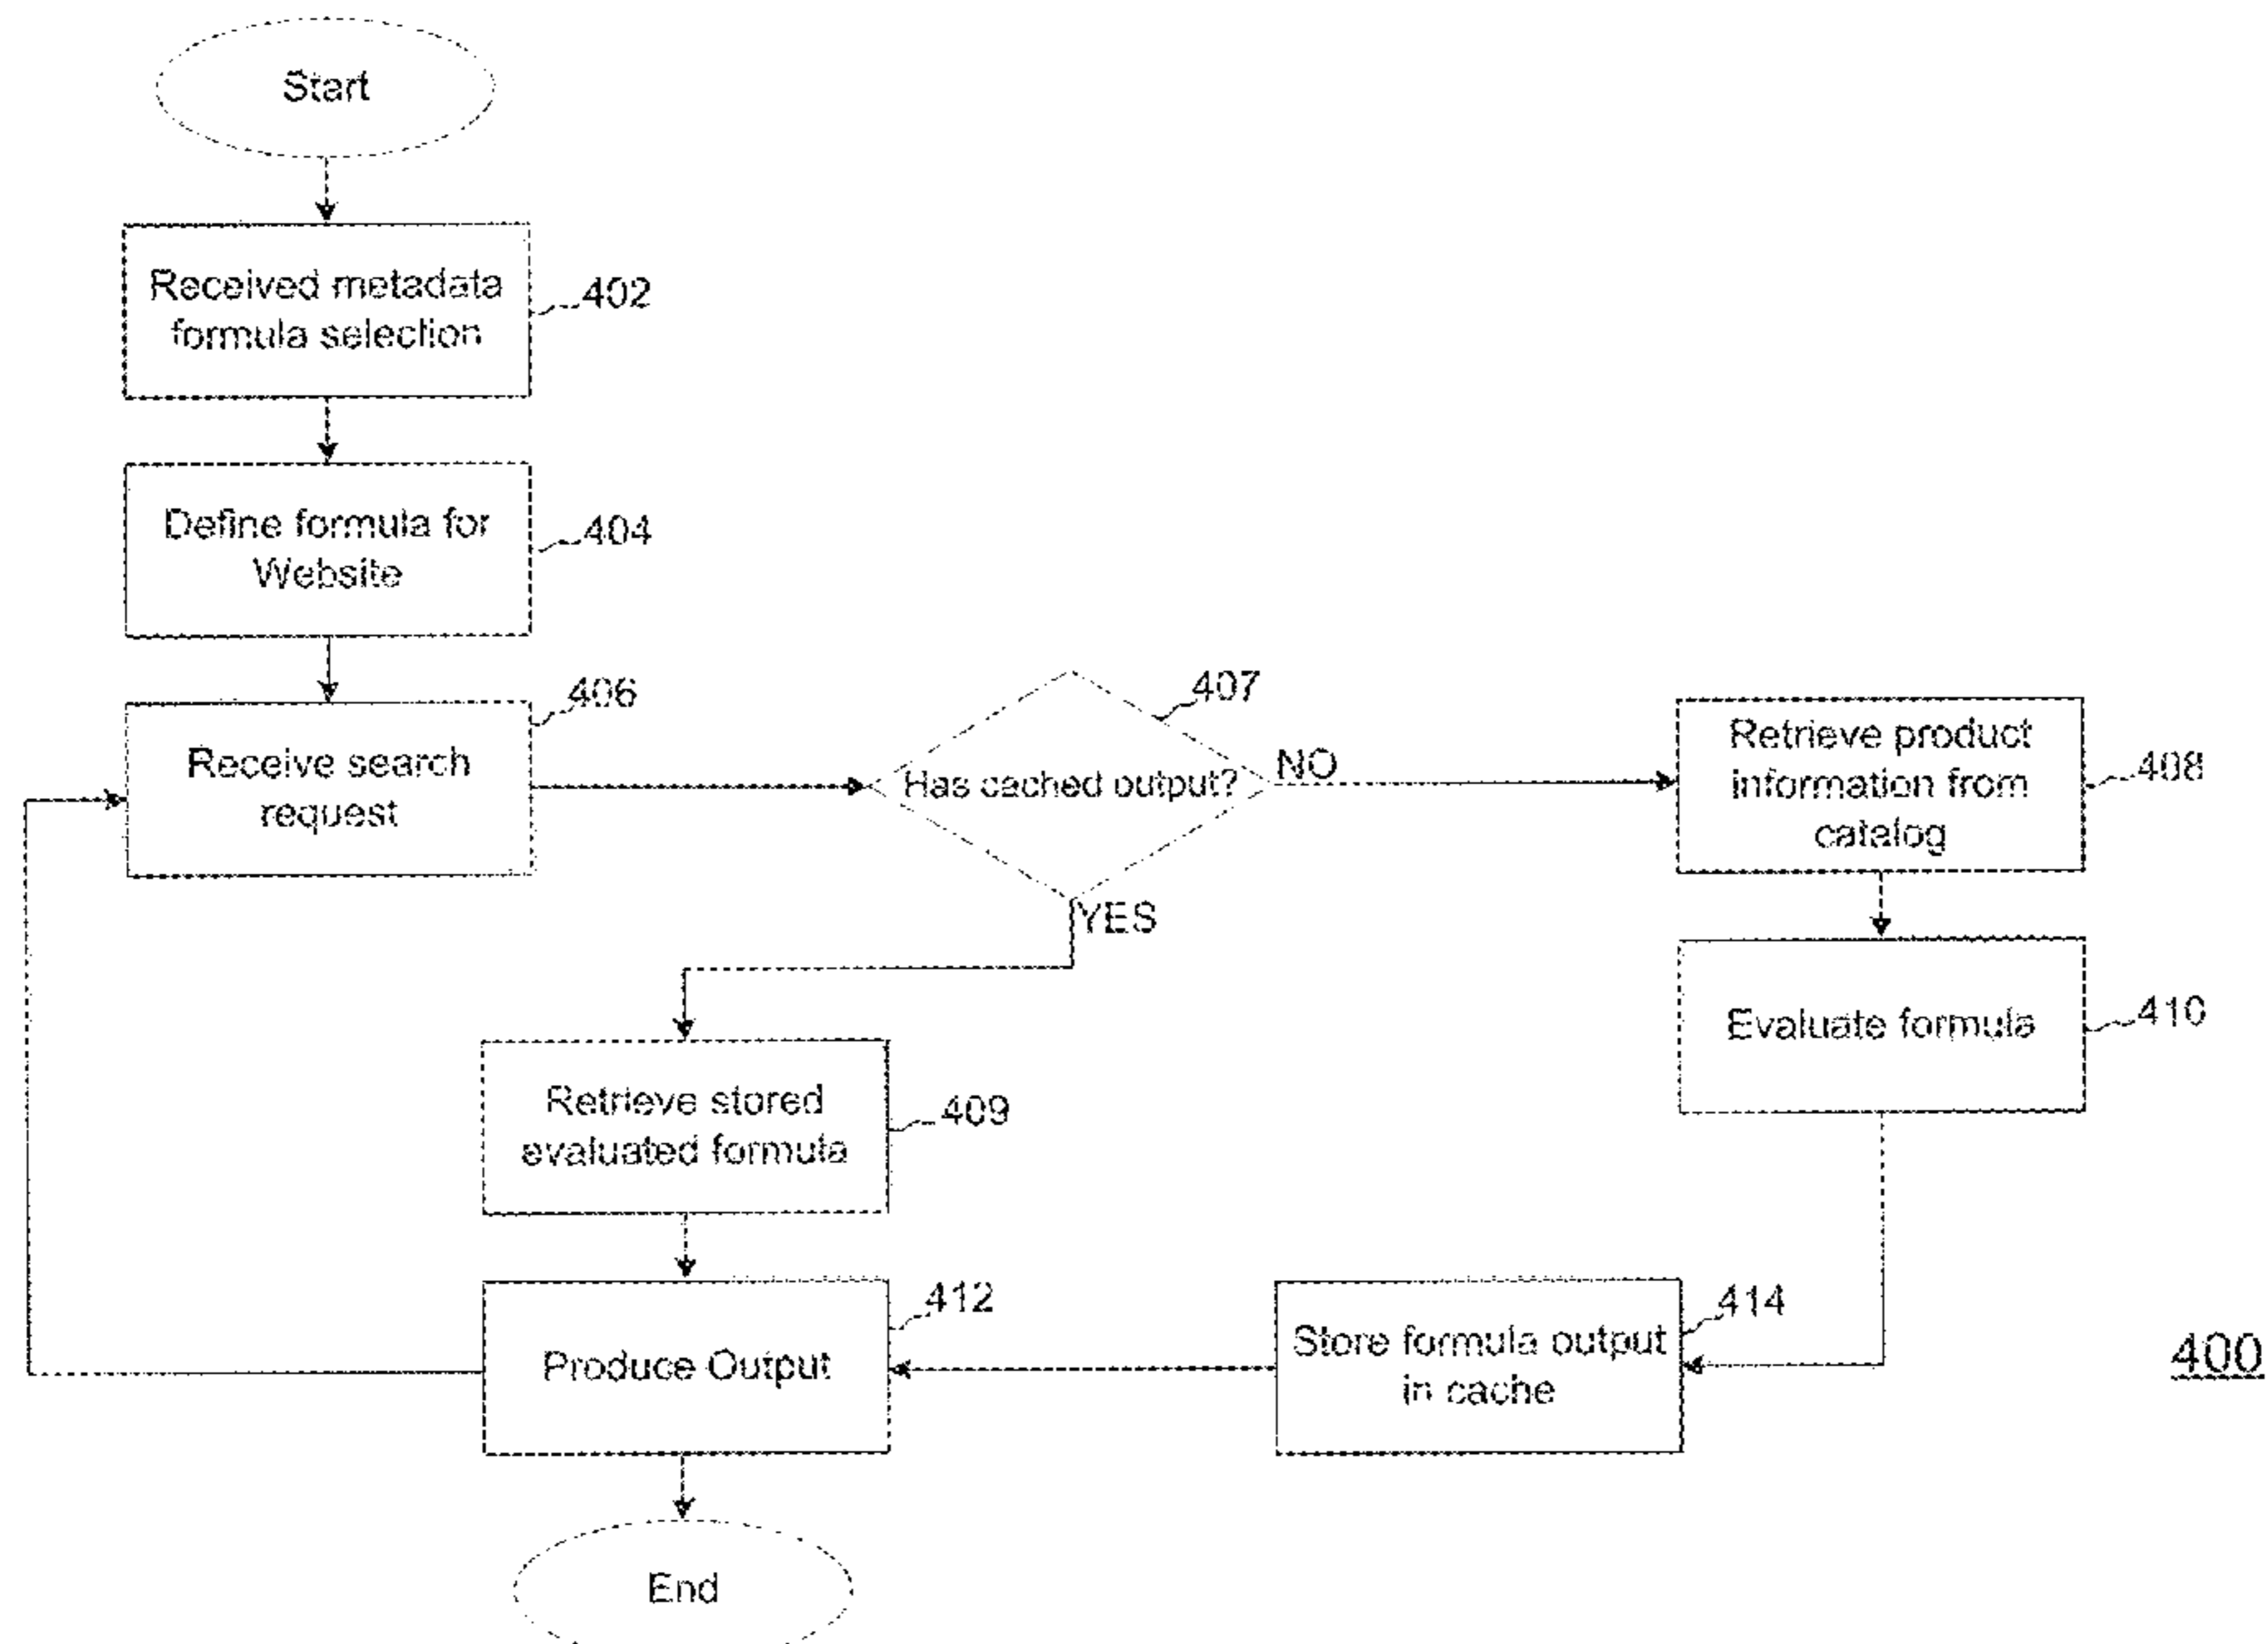 Start
Received metadata
formula selection
402
Define formula for
Website
404
Receive search
request
406
Has cached output?
407
NO
YES
Retrieve product
information from
catalog
408
Evaluate formula
410
Retrieve stored
evaluated formula
409
Produce Output
412
Store formula output
in cache
414
400
End